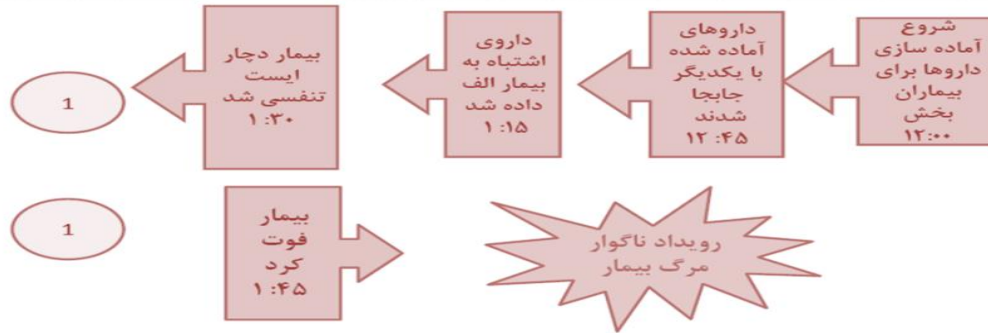 شروع
آماده سازی
داروها برای
بیماران
بخش
۱۲:۰۰
داروهای
آماده شده
با یکدیگر
جابجا
شدند
۱۲:۴۵
داروی
اشتباه به
بیمار الف
داده شد
۱:۱۵
بیمار دچار
ایست
تنفسی شد
۱:۳۰
1
1
بیمار
فوت
کرد
۱:۴۵
رویداد ناگوار
مرگ بیمار